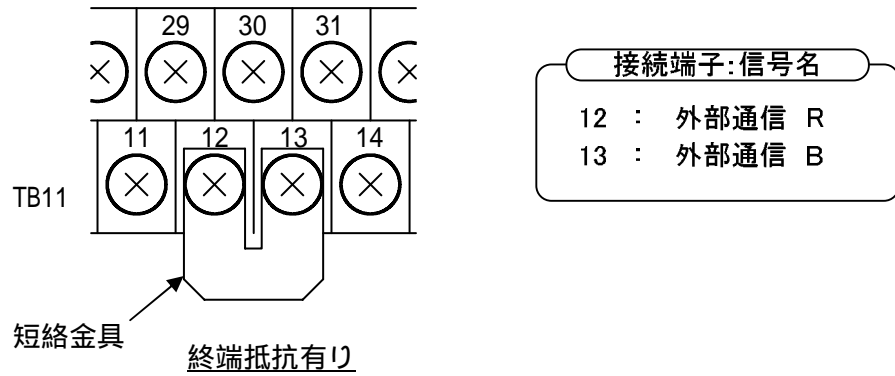 29 30 31
11 12 13 14
TB11
短絡金具
終端抵抗有り
接続端子:信号名
12 : 外部通信 R
13 : 外部通信 B